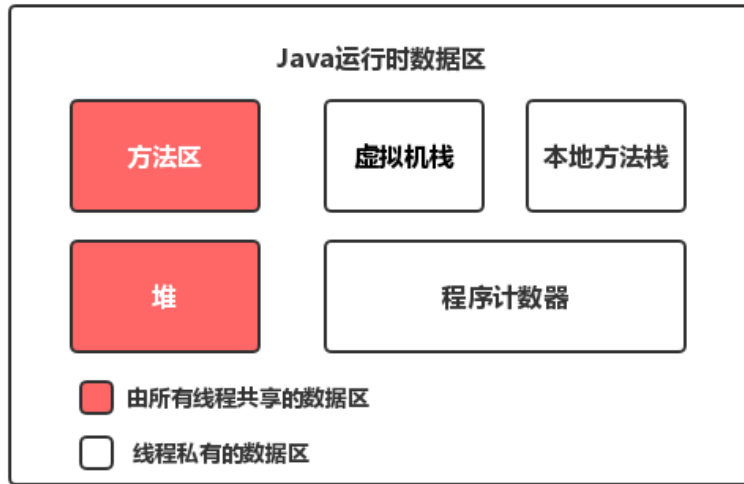 Java运行时数据区
方法区
虚拟机栈
本地方法栈
堆
程序计数器
由所有线程共享的数据区
线程私有的数据区